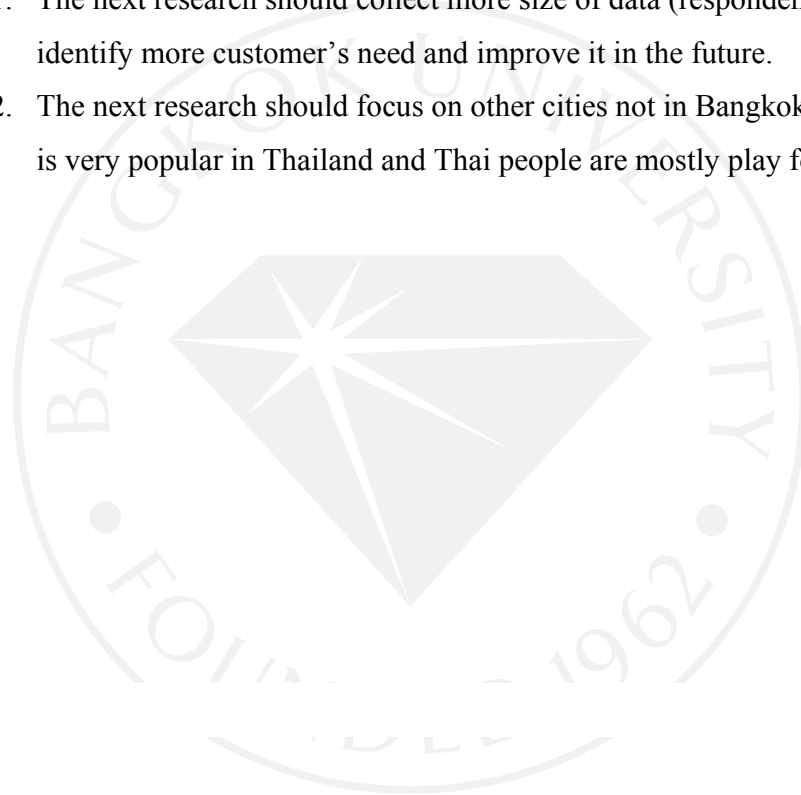 1. The next research should collect more size of data (responden
identify more customer's need and improve it in the future.
2. The next research should focus on other cities not in Bangkok
is very popular in Thailand and Thai people are mostly play f
BANGKOK UNIVERSITY
1962